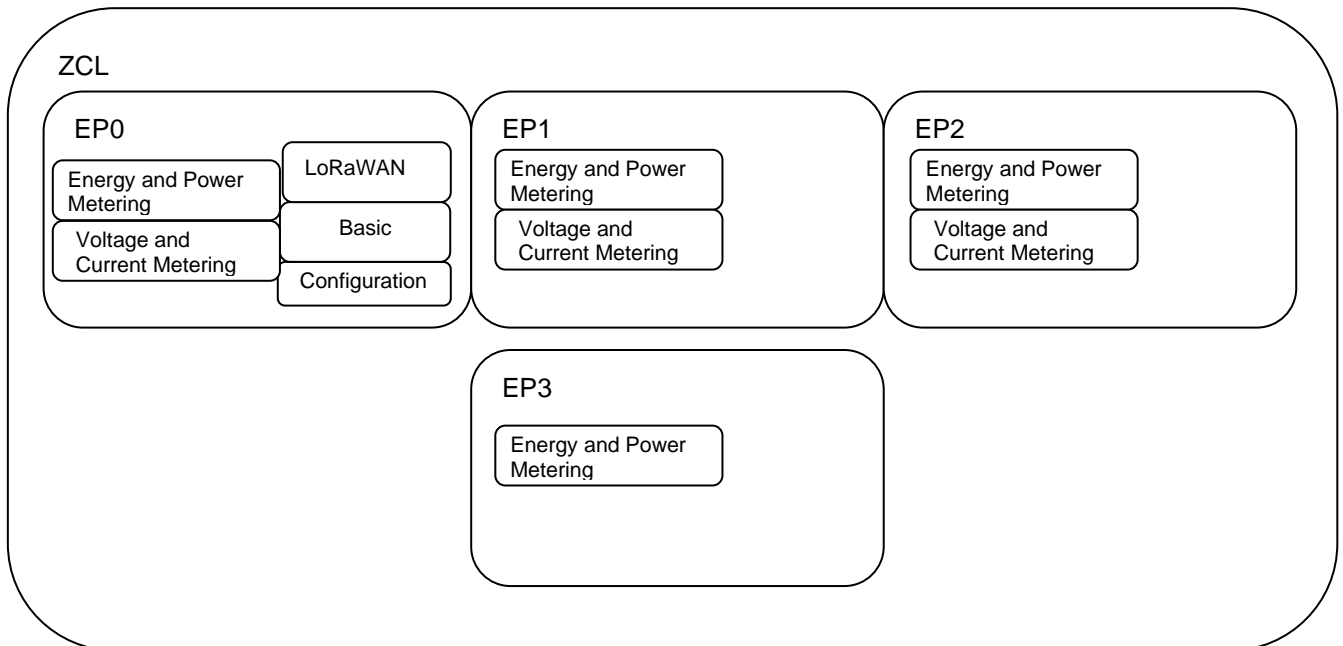 ZCL
EP0
Energy and Power
Metering
Voltage and
Current Metering
LoRaWAN
Basic
Configuration
EP1
Energy and Power
Metering
Voltage and
Current Metering
EP2
Energy and Power
Metering
Voltage and
Current Metering
EP3
Energy and Power
Metering